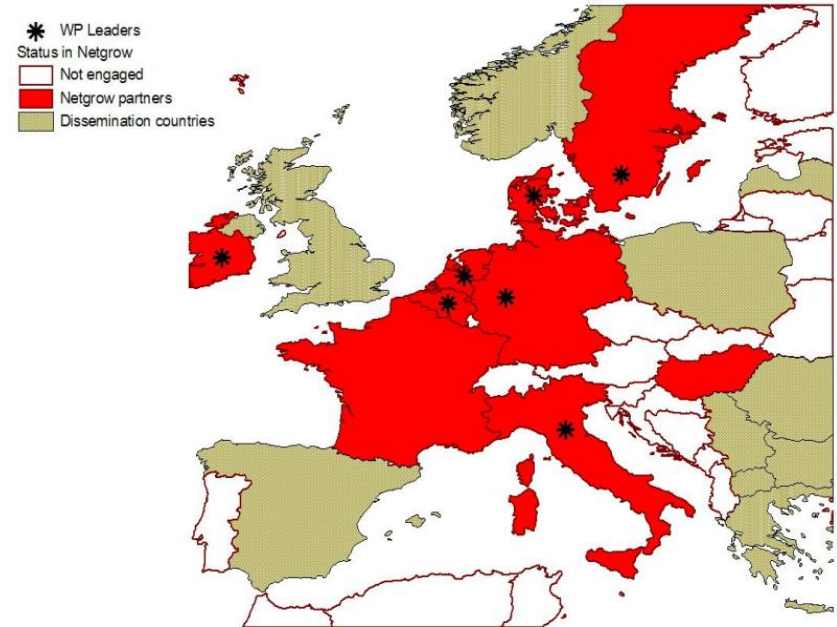 WP Leaders
Status in Netgrow
Not engaged
Netgrow partners
Dissemination countries